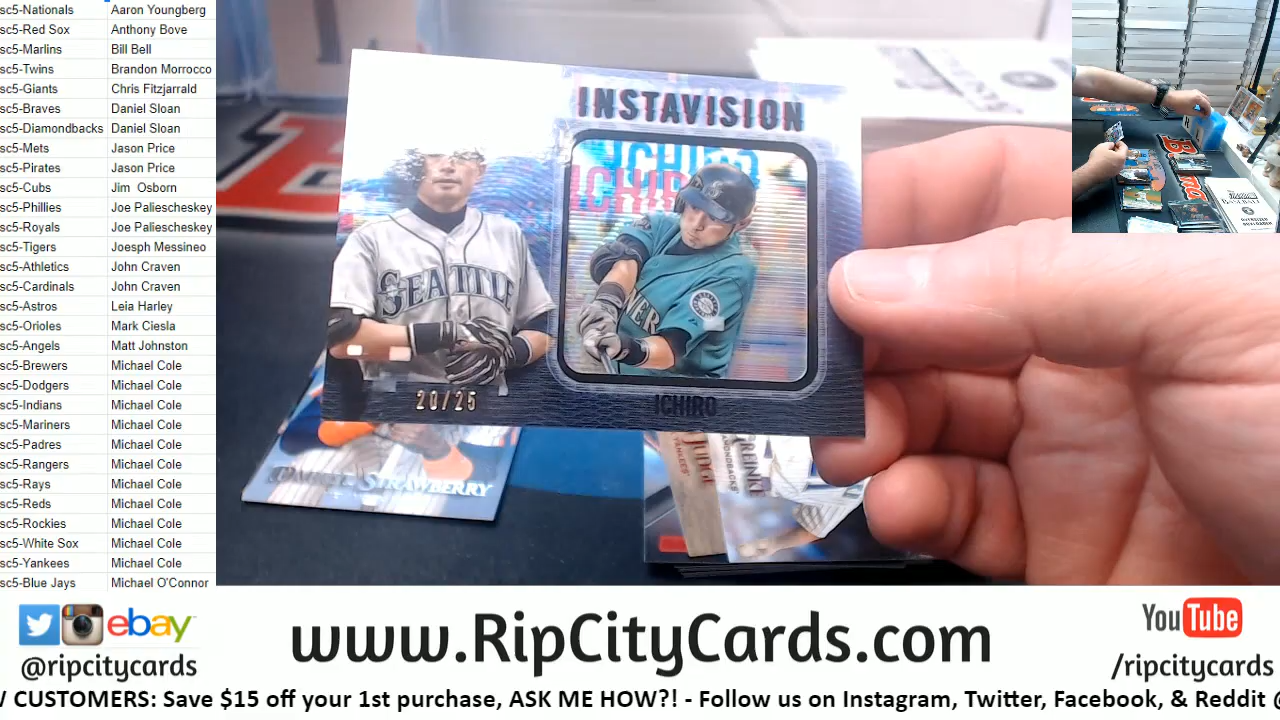 sc5-Nationals Aaron Youngberg
sc5-Red Sox Anthony Bove
sc5-Marlins Bill Bell
sc5-Twins Brandon Morrocco
sc5-Giants Chris Fitzjarrald
sc5-Braves Daniel Sloan
sc5-Diamondbacks Daniel Sloan
sc5-Mets Jason Price
sc5-Pirates Jason Price
sc5-Cubs Jim Osborn
sc5-Phillies Joe Paliescheskey
sc5-Royals Joe Paliescheskey
sc5-Tigers Joesph Messineo
sc5-Athletics John Craven
sc5-Cardinals John Craven
sc5-Astros Leia Harley
sc5-Orioles Mark Ciesla
sc5-Angels Matt Johnston
sc5-Brewers Michael Cole
sc5-Dodgers Michael Cole
sc5-Indians Michael Cole
sc5-Mariners Michael Cole
sc5-Padres Michael Cole
sc5-Rangers Michael Cole
sc5-Rays Michael Cole
sc5-Reds Michael Cole
sc5-Rockies Michael Cole
sc5-White Sox Michael Cole
sc5-Yankees Michael Cole
sc5-Blue Jays Michael O'Connor
INSTAVISION
ICHIRO
ICHIRO
SEATTLE
20/25
ICHIRO
STRAWBERRY
JUDGE
YANKEES
DIAMONDBACKS
ebay
@ripcitycards
www.RipCityCards.com
YouTube
/ripcitycards
CUSTOMERS: Save $15 off your 1st purchase, ASK ME HOW?! - Follow us on Instagram, Twitter, Facebook, & Reddit @